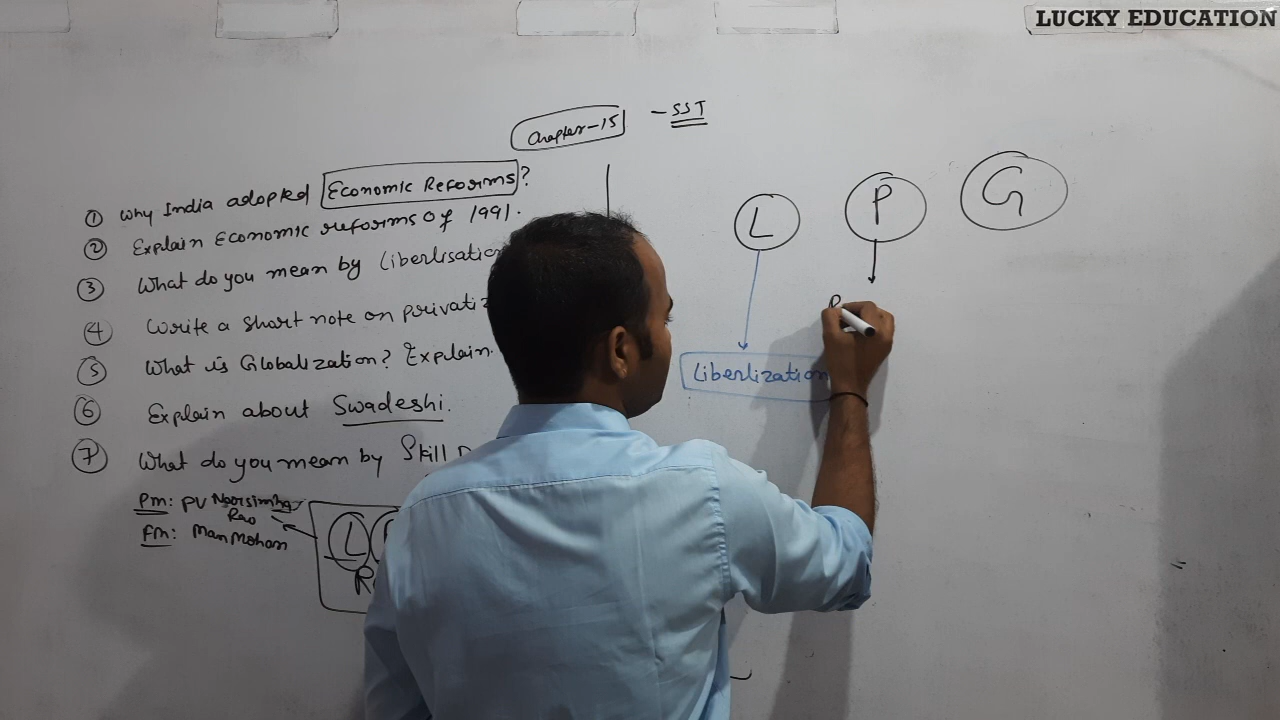 LUCKY EDUCATION
Chapter-15 - SST
① Why India adopted Economic Reforms?
② Explain Economic reforms of 1991.
③ What do you mean by Liberlisation
④ Write a short note on privatiz
⑤ What is Globalization? Explain.
⑥ Explain about Swadeshi.
⑦ What do you mean by Skill
PM: PV Narsimha
Rao
FM: ManMohan
L
R
L P G
Liberlization